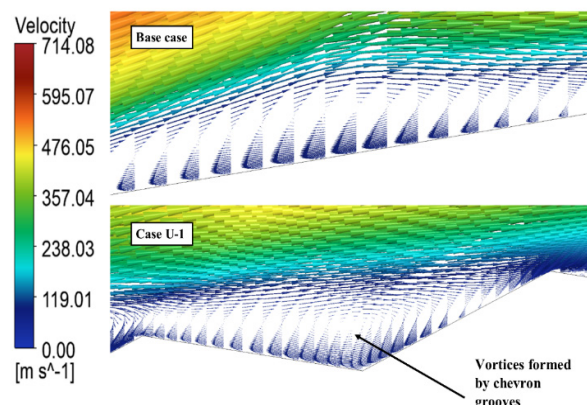 Velocity
714.08
595.07
476.05
357.04
238.03
119.01
0.00
[m s^-1]
Base case
Case U-1
Vortices formed
by chevron
grooves